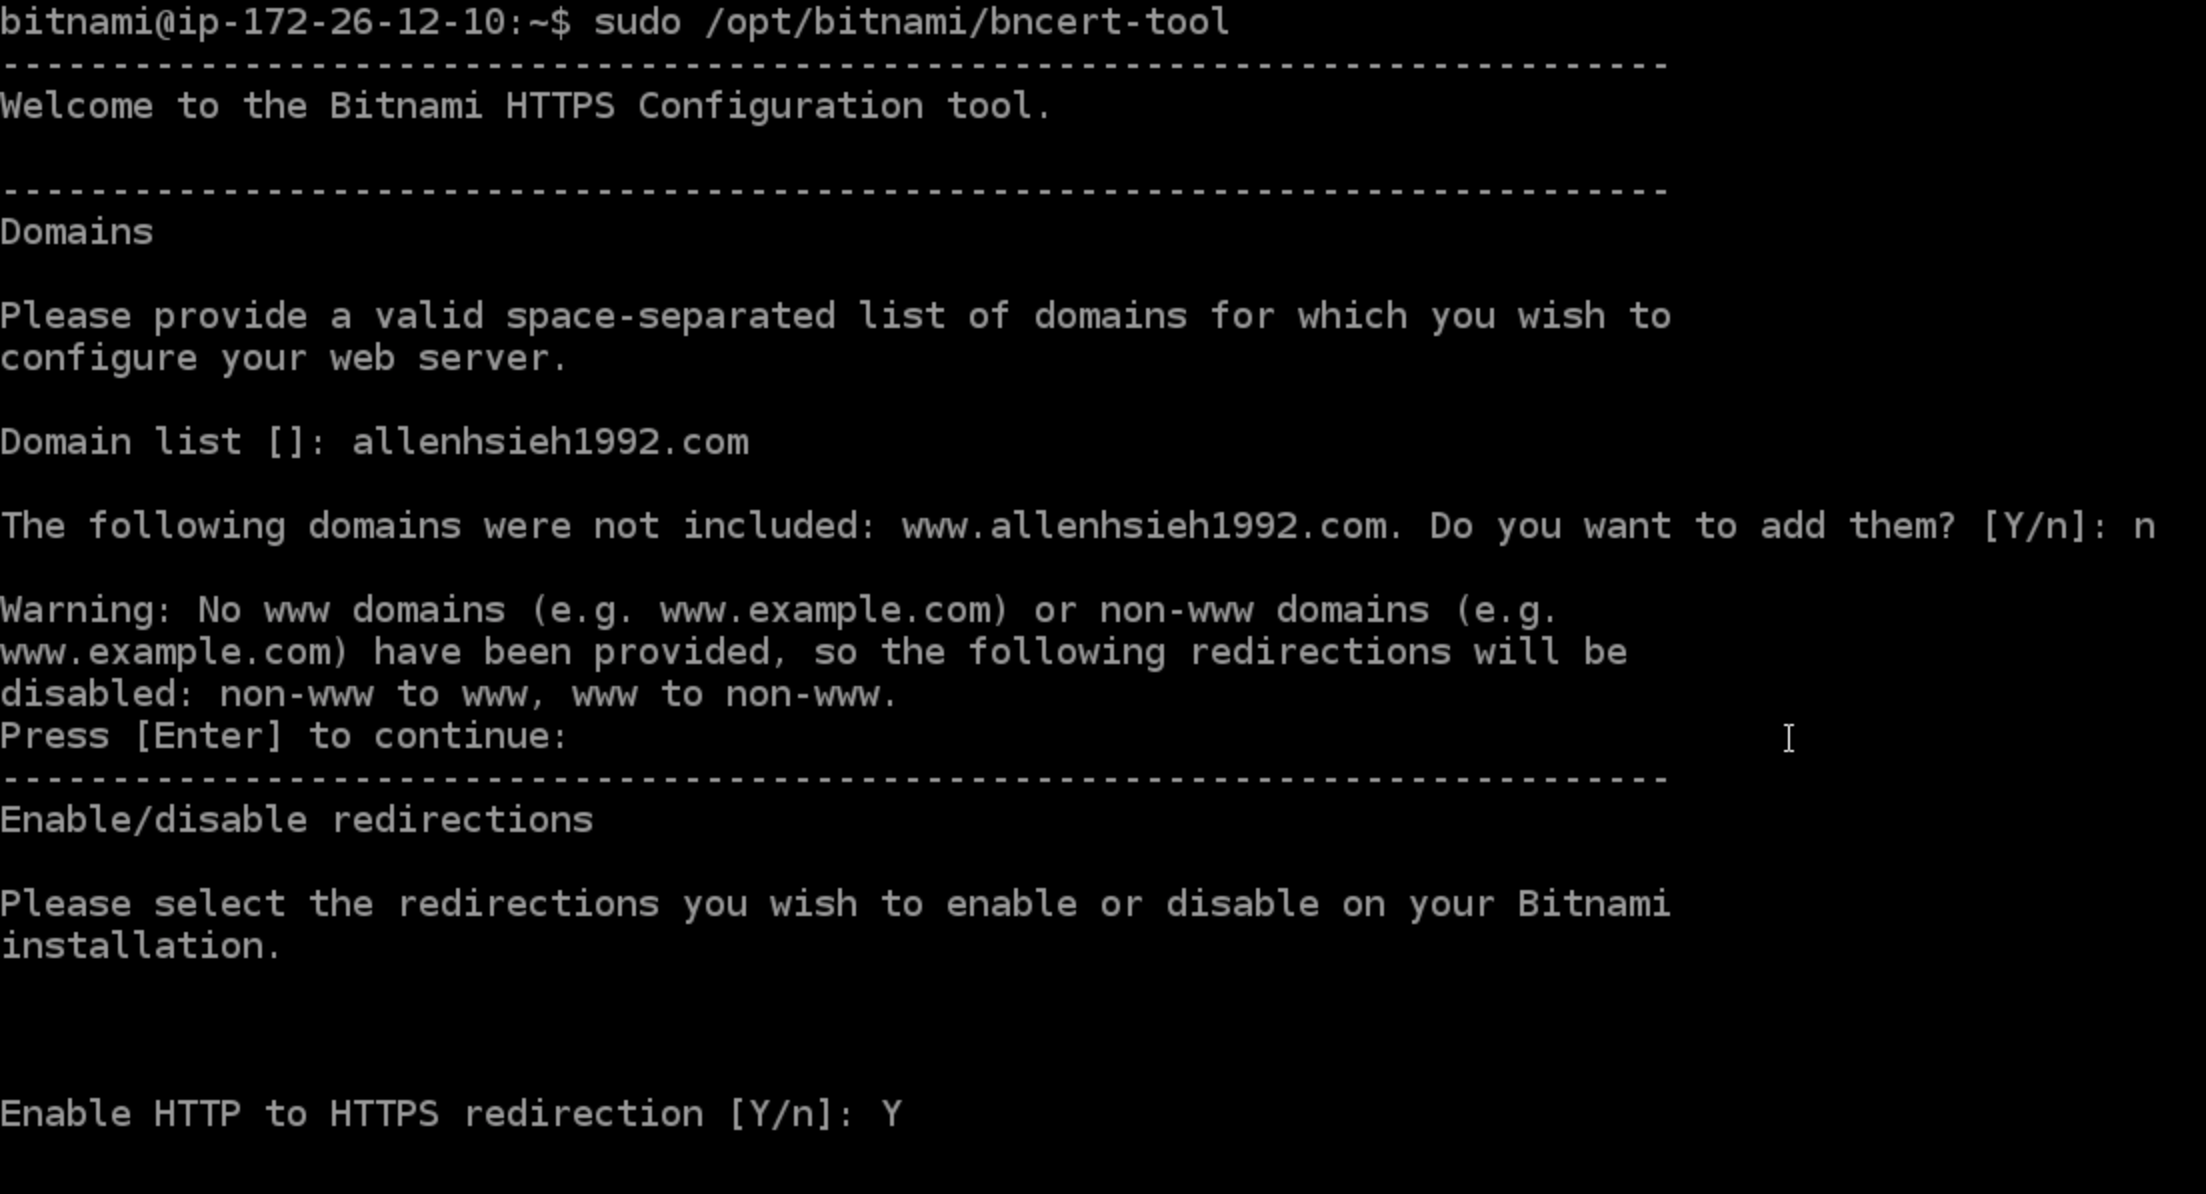 bitnami@ip-172-26-12-10:~$ sudo /opt/bitnami/bncert-tool
----------------------------------------------------------------------------
Welcome to the Bitnami HTTPS Configuration tool.
----------------------------------------------------------------------------
Domains
Please provide a valid space-separated list of domains for which you wish to
configure your web server.
Domain list []: allenhsieh1992.com
The following domains were not included: www.allenhsieh1992.com. Do you want to add them? [Y/n]: n
Warning: No www domains (e.g. www.example.com) or non-www domains (e.g.
www.example.com) have been provided, so the following redirections will be
disabled: non-www to www, www to non-www.
Press [Enter] to continue:
----------------------------------------------------------------------------
Enable/disable redirections
Please select the redirections you wish to enable or disable on your Bitnami
installation.
Enable HTTP to HTTPS redirection [Y/n]: Y